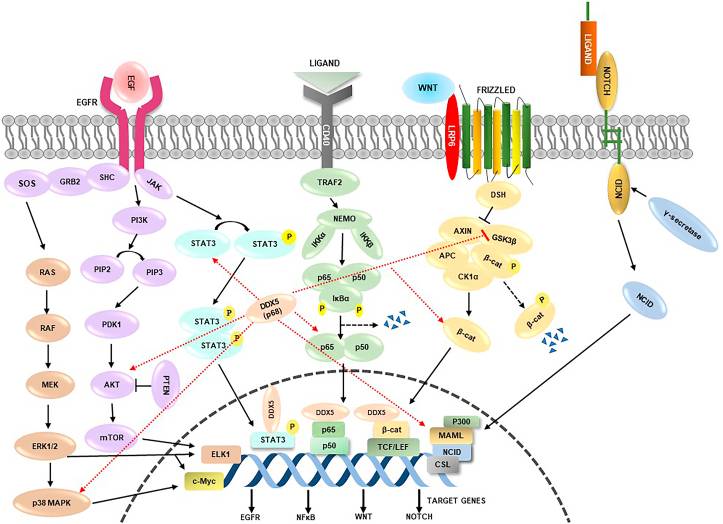 EGF
EGFR
LIGAND
WNT
FRIZZLED
LIGAND
NOTCH
CD40
LRP6
SOS
GRB2
SHC
JAK
TRAF2
DSH
NICD
γ-secretase
PI3K
NEMO
IKKα
IKKβ
AXIN
GSK3β
STAT3
STAT3
P
APC
β-cat
P
CK1α
RAS
PIP2
PIP3
p65
p50
IκBα
P
P
P
β-cat
NCID
DDX5
(p68)
STAT3
P
STAT3
P
RAF
PDK1
p65
p50
β-cat
MEK
AKT
PTEN
DDX5
DDX5
DDX5
P300
mTOR
STAT3
P
p65
p50
β-cat
TCF/LEF
MAML
NCID
CSL
ERK1/2
ELK1
c-Myc
p38 MAPK
TARGET GENES
EGFR
NFκB
WNT
NOTCH